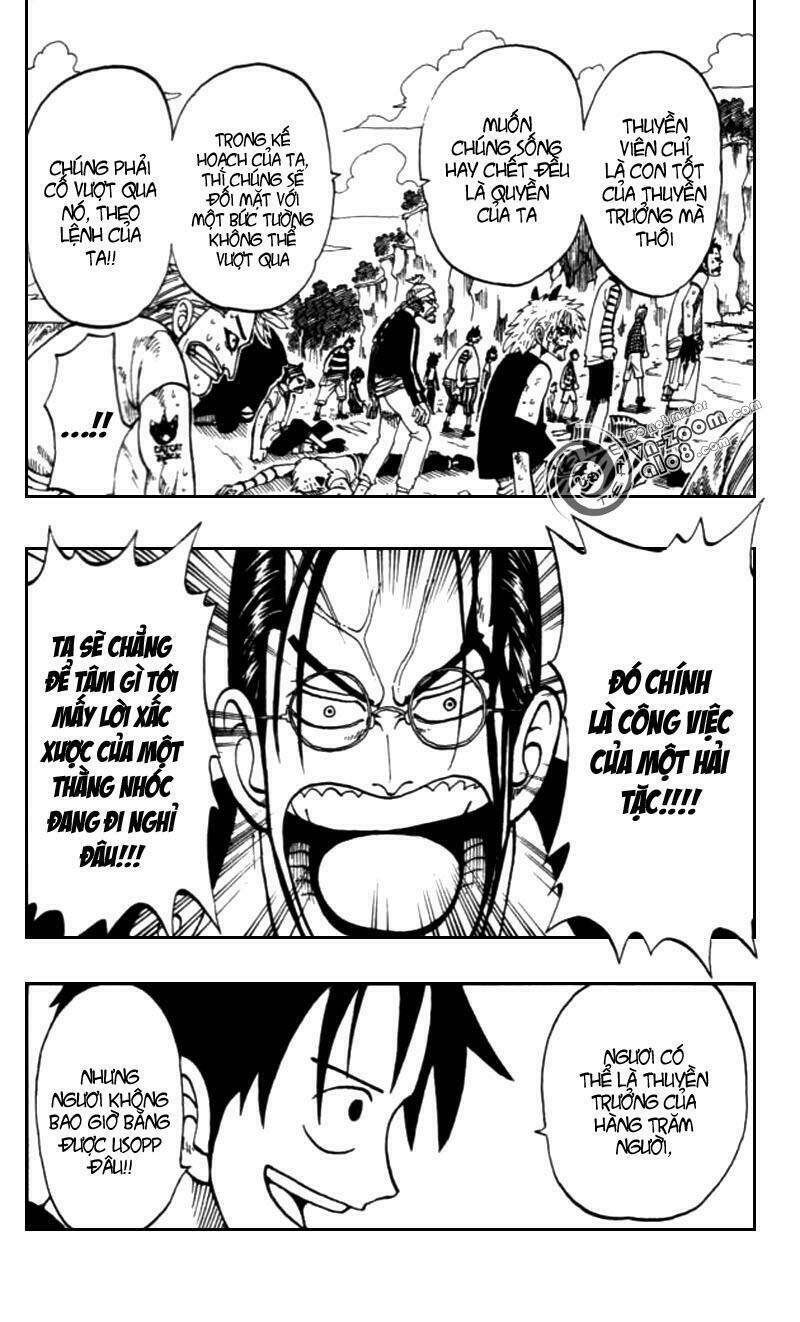 THUYỀN
VIÊN CHỈ
LÀ CON TỐT
CỦA THUYỀN
TRƯỞNG MÀ
THÔI
MUỐN
CHÚNG SỐNG
HAY CHẾT ĐỀU
LÀ QUYỀN
CỦA TA
TRONG KẾ
HOẠCH CỦA TA,
THÌ CHÚNG SẼ
ĐỐI MẶT VỚI
MỘT BỨC TƯỜNG
KHÔNG THỂ
VƯỢT QUA
CHÚNG PHẢI
CỐ VƯỢT QUA
NÓ, THEO
LỆNH CỦA
TA!!
....!!
vn-zoom.com
alo8.com
ĐÓ CHÍNH
LÀ CÔNG VIỆC
CỦA MỘT HẢI
TẶC!!!!
TA SẼ CHẲNG
ĐỂ TÂM GÌ TỚI
MẤY LỜI XẤC
XƯỢC CỦA MỘT
THẰNG NHÓC
ĐANG ĐI NGHỈ
ĐÂU!!!
NGƯƠI CÓ
THỂ LÀ THUYỀN
TRƯỞNG CỦA
HÀNG TRĂM
NGƯỜI,
NHƯNG
NGƯƠI KHÔNG
BAO GIỜ BẰNG
ĐƯỢC USOPP
ĐÂU!!